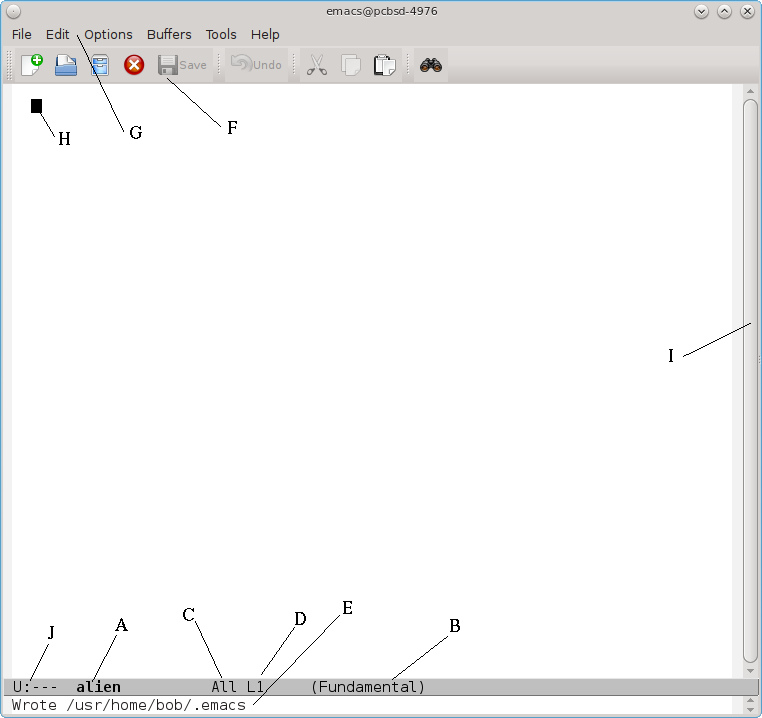 emacs@pcbsd-4976
File Edit Options Buffers Tools Help
Save Undo
H G F
I
J A C D E B
U:--- alien All L1 (Fundamental)
Wrote /usr/home/bob/.emacs